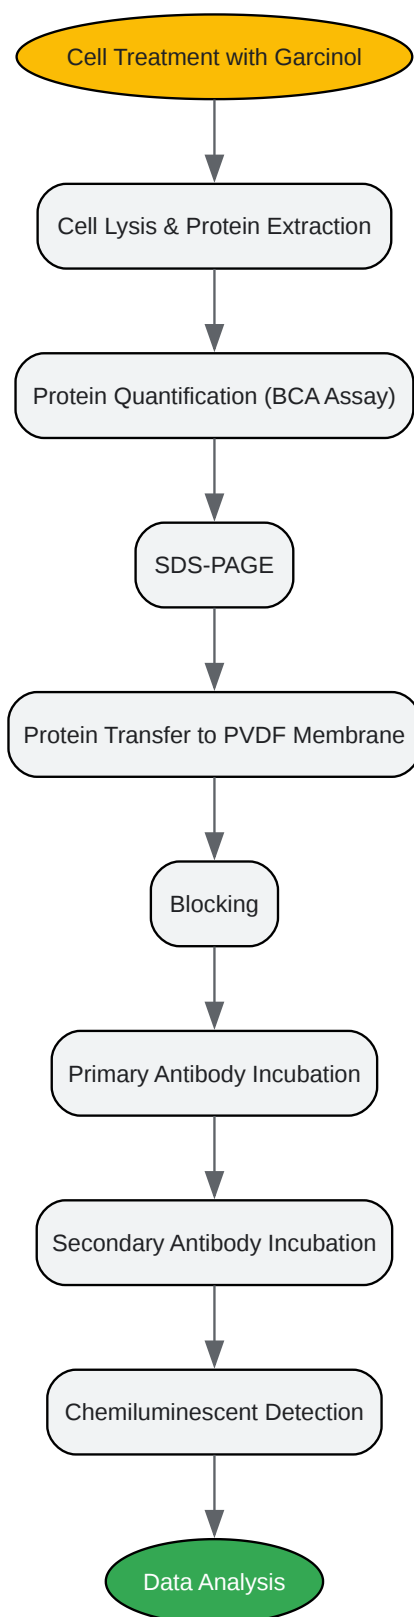 Cell Treatment with Garcinol
Cell Lysis & Protein Extraction
Protein Quantification (BCA Assay)
SDS-PAGE
Protein Transfer to PVDF Membrane
Blocking
Primary Antibody Incubation
Secondary Antibody Incubation
Chemiluminescent Detection
Data Analysis